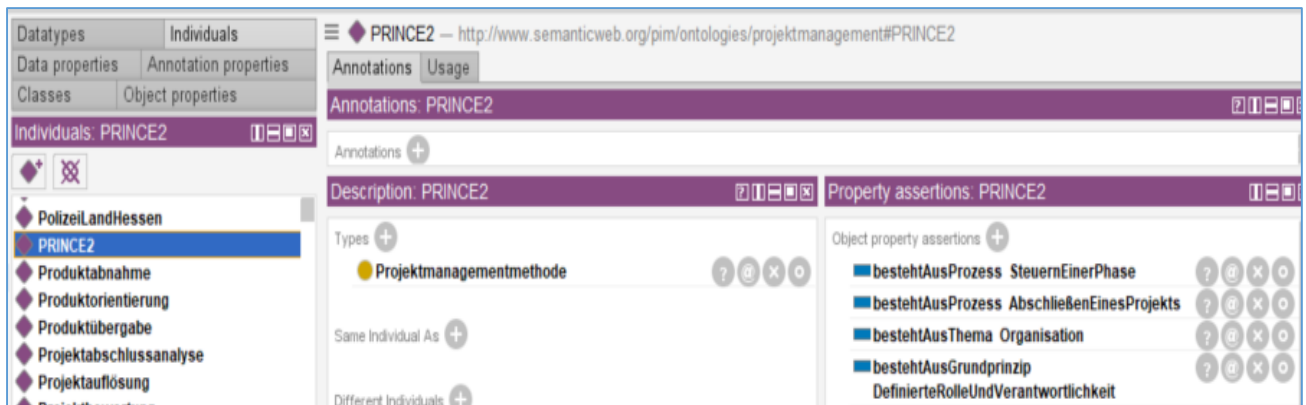 Datatypes Individuals
Data properties Annotation properties
Classes Object properties
Individuals: PRINCE2
PolizeiLandHessen
PRINCE2
Produktabnahme
Produktorientierung
Produktübergabe
Projektabschlussanalyse
Projektauflösung
PRINCE2 — http://www.semanticweb.org/pim/ontologies/projektmanagement#PRINCE2
Annotations Usage
Annotations: PRINCE2
Annotations
Description: PRINCE2
Types
Projektmanagementmethode
Same Individual As
Different Individuals
Property assertions: PRINCE2
Object property assertions
bestehtAusProzess SteuernEinerPhase
bestehtAusProzess AbschließenEinesProjekts
bestehtAusThema Organisation
bestehtAusGrundprinzip
DefinierteRolleUndVerantwortlichkeit